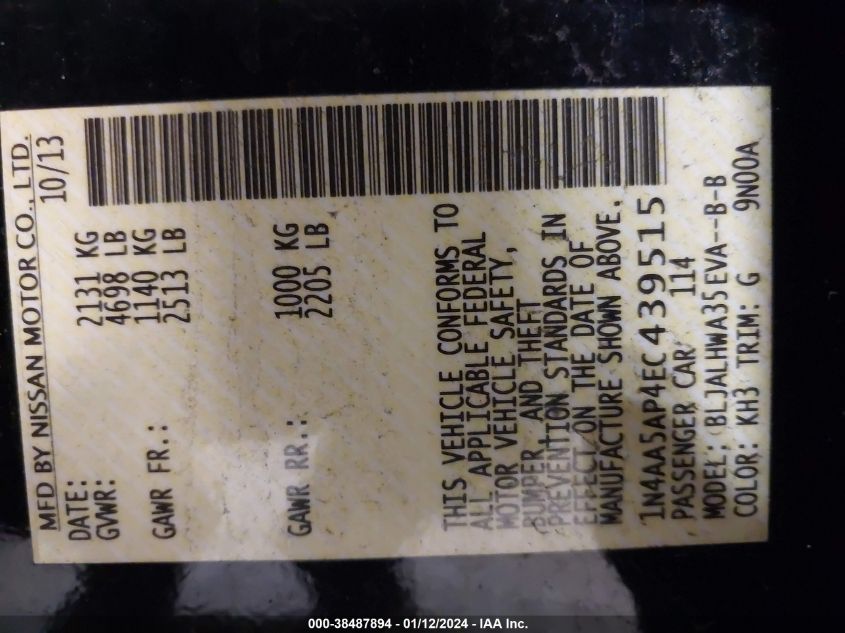 MFD BY NISSAN MOTOR CO., LTD.
DATE: 10/13
GVWR: 2131 KG
4698 LB
GAWR FR.: 1140 KG
2513 LB
GAWR RR.: 1000 KG
2205 LB
THIS VEHICLE CONFORMS TO
ALL APPLICABLE FEDERAL
MOTOR VEHICLE SAFETY,
BUMPER, AND THEFT
PREVENTION STANDARDS IN
EFFECT ON THE DATE OF
MANUFACTURE SHOWN ABOVE.
1N4AA5AP4EC439515
PASSENGER CAR 114
MODEL: BLJALHWA35EVA--B-B
COLOR: KH3 TRIM: G 9N00A
000-38487894 - 01/12/2024 - IAA Inc.